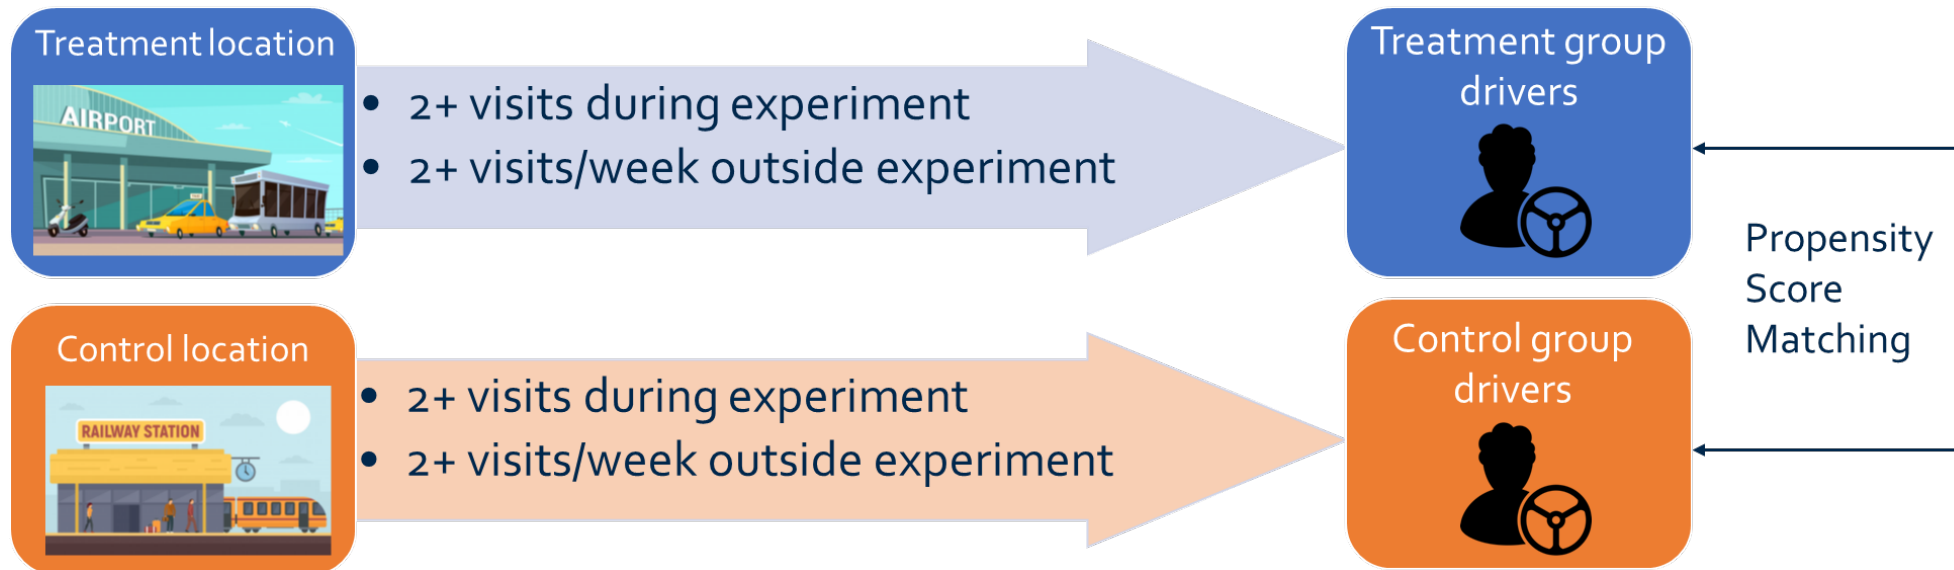 Treatment location
AIRPORT
• 2+ visits during experiment
• 2+ visits/week outside experiment
Treatment group
drivers
Propensity
Score
Matching
Control location
RAILWAY STATION
• 2+ visits during experiment
• 2+ visits/week outside experiment
Control group
drivers